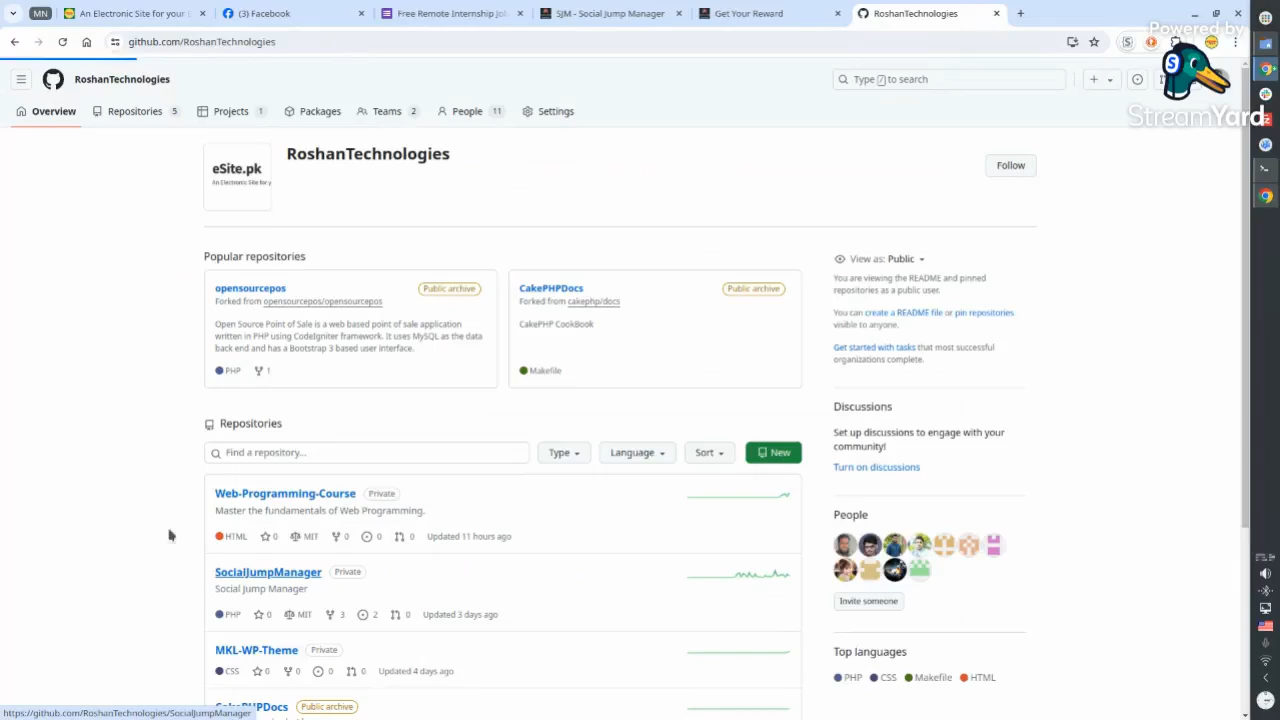 MN
An Electronic Site for your E
(3) Facebook
Free Remote Internship Jol
SJM - Social Jump Manager
Get Your Reward
RoshanTechnologies
github.com/RoshanTechnologies
Powered by
StreamYard
RoshanTechnologies
Type / to search
Overview
Repositories 5
Projects 1
Packages
Teams 2
People 11
Settings
eSite.pk
An Electronic Site for y
RoshanTechnologies
Follow
Popular repositories
opensourcepos
Public archive
Forked from opensourcepos/opensourcepos
Open Source Point of Sale is a web based point of sale application
written in PHP using CodeIgniter framework. It uses MySQL as the data
back end and has a Bootstrap 3 based user interface.
PHP 1
CakePHPDocs
Public archive
Forked from cakephp/docs
CakePHP CookBook
Makefile
View as: Public
You are viewing the README and pinned
repositories as a public user.
You can create a README file or pin repositories
visible to anyone.
Get started with tasks that most successful
organizations complete.
Discussions
Set up discussions to engage with your
community!
Turn on discussions
People
Invite someone
Top languages
PHP CSS Makefile HTML
Repositories
Find a repository...
Type
Language
Sort
New
Web-Programming-Course Private
Master the fundamentals of Web Programming.
HTML 0 MIT 0 0 0 Updated 11 hours ago
SocialJumpManager Private
Social Jump Manager
PHP 0 MIT 3 2 0 Updated 3 days ago
MKL-WP-Theme Private
CSS 0 0 0 0 Updated 4 days ago
CakePHPDocs Public archive
https://github.com/RoshanTechnologies/SocialJumpManager